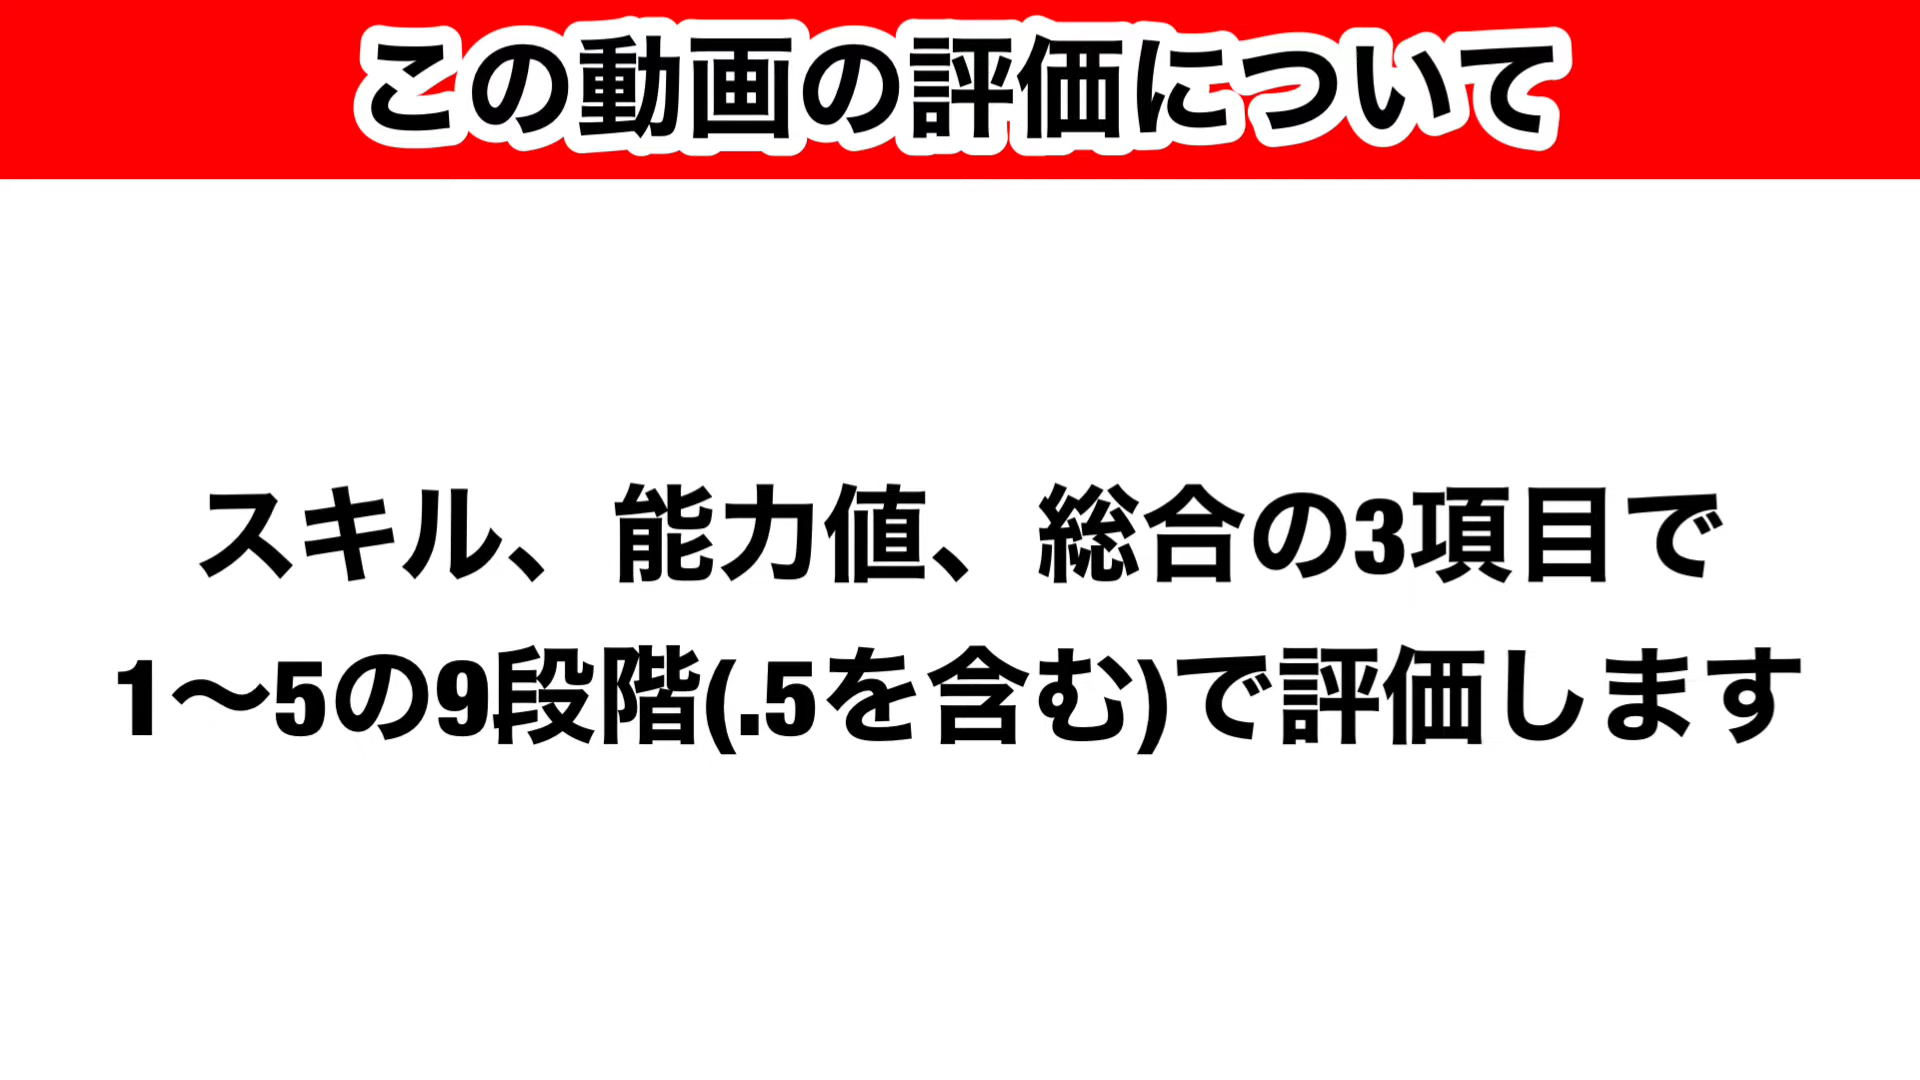 この動画の評価について
スキル、能力値、総合の3項目で
1〜5の9段階(.5を含む)で評価します